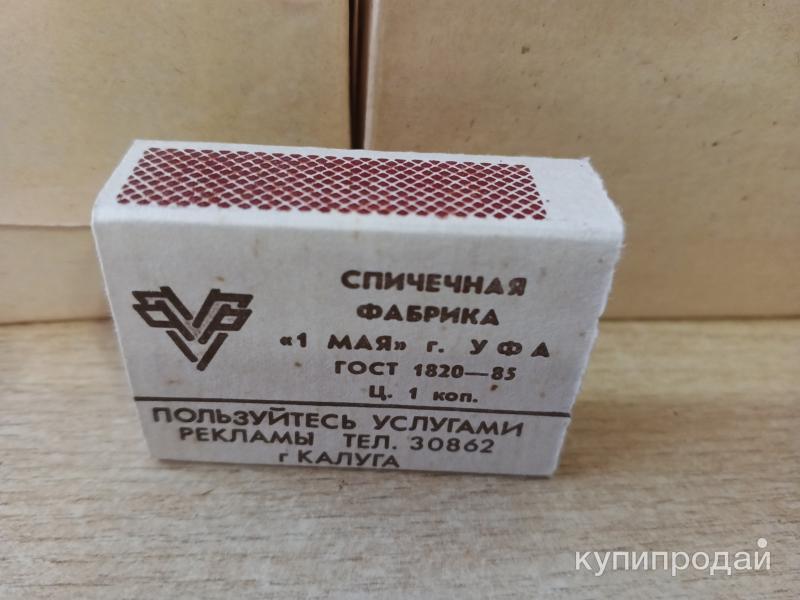 СПИЧЕЧНАЯ
ФАБРИКА
«1 МАЯ» г. УФА
ГОСТ 1820—85
Ц. 1 коп.
ПОЛЬЗУЙТЕСЬ УСЛУГАМИ
РЕКЛАМЫ ТЕЛ. 30862
г КАЛУГА
купипродай